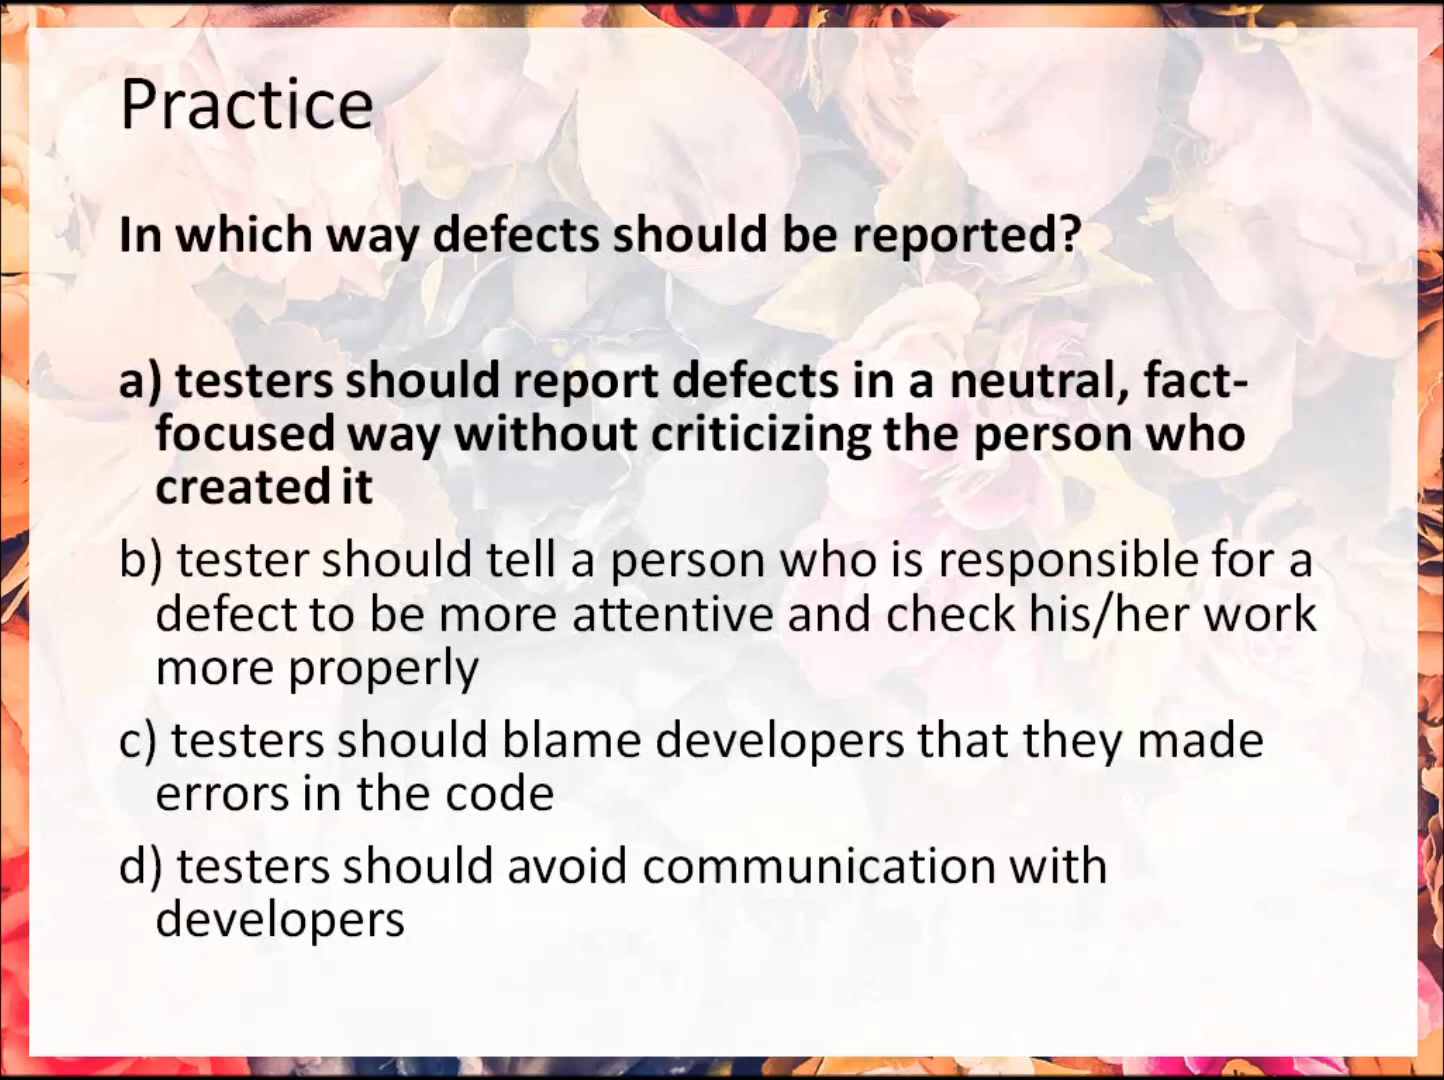 Practice
In which way defects should be reported?
a) testers should report defects in a neutral, fact-
focused way without criticizing the person who
created it
b) tester should tell a person who is responsible for a
defect to be more attentive and check his/her work
more properly
c) testers should blame developers that they made
errors in the code
d) testers should avoid communication with
developers